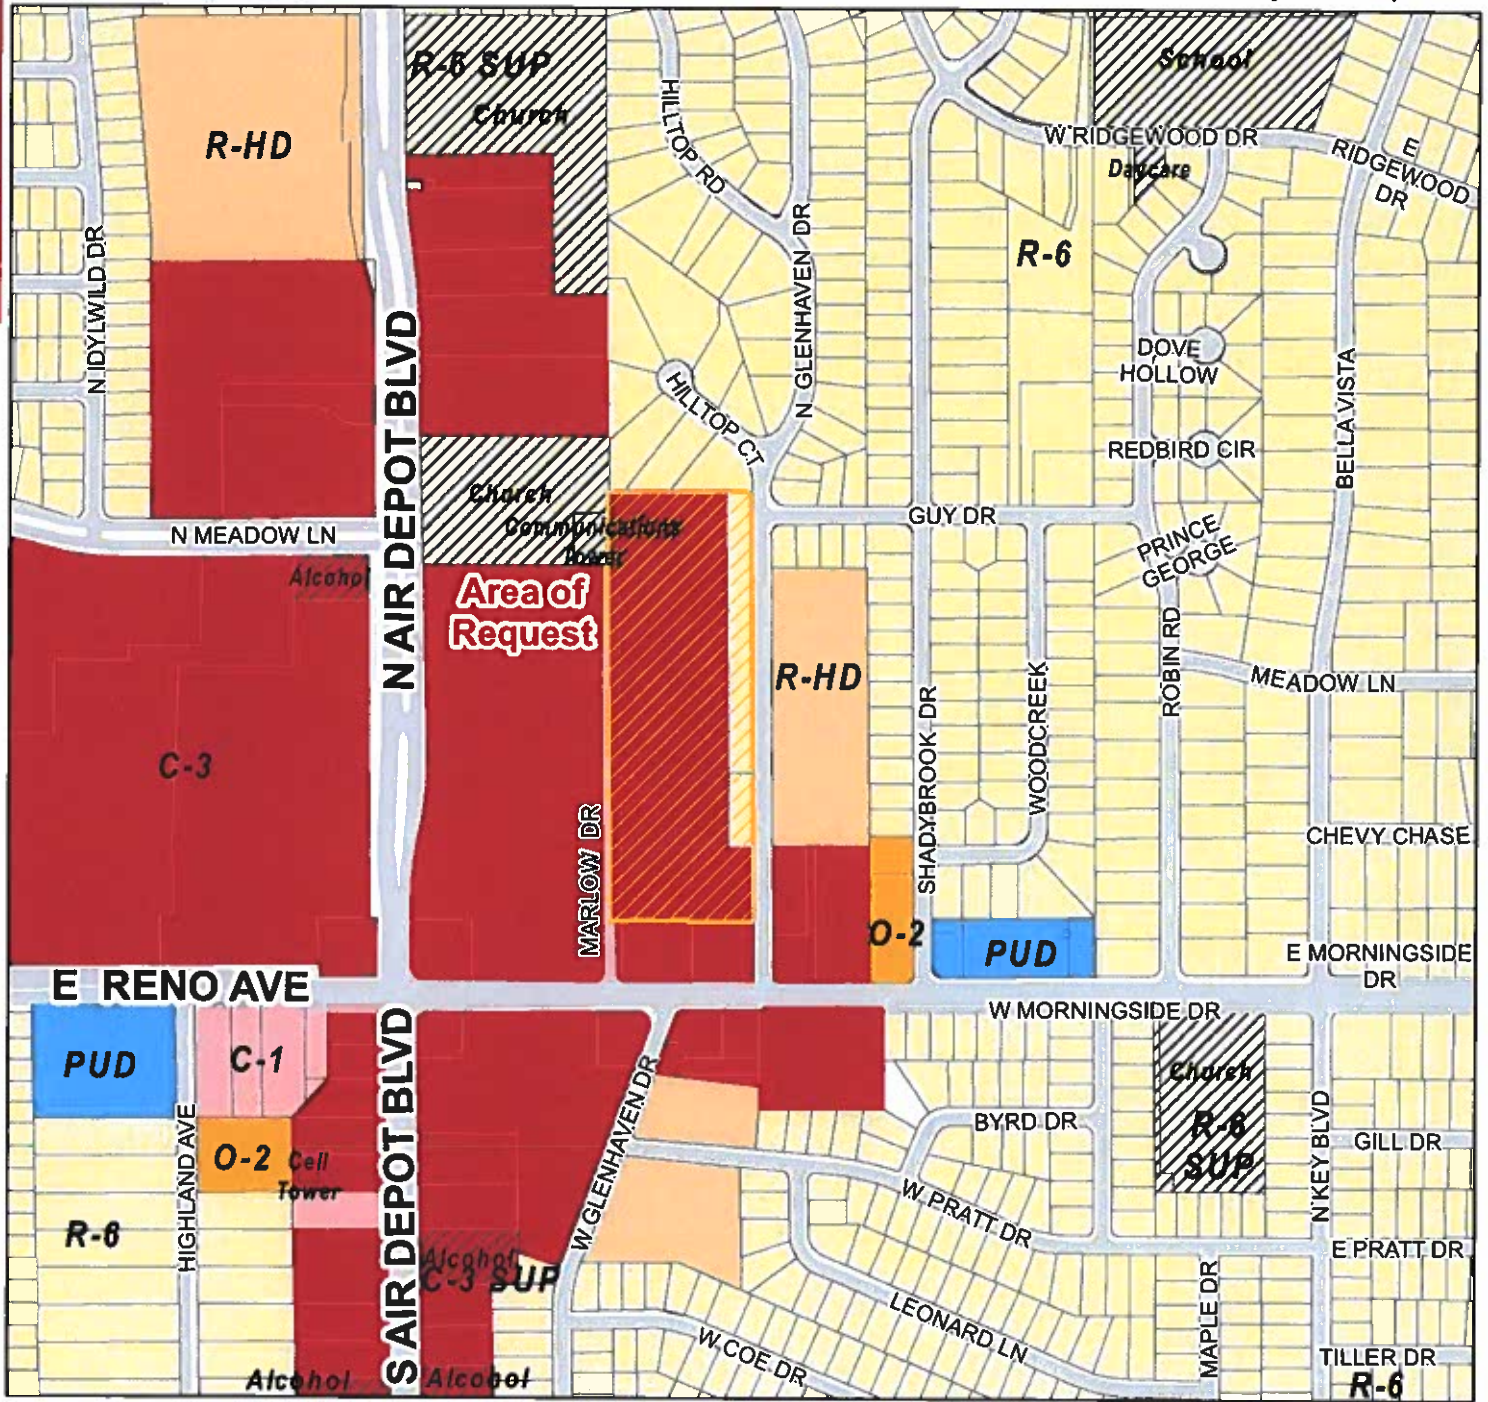 R-6 SUP
Church
School
R-HD
HILLTOP RD
W RIDGEWOOD DR
E
RIDGEWOOD
DR
Daycare
N IDYLWILD DR
N GLENHAVEN DR
R-6
N AIR DEPOT BLVD
DOVE
HOLLOW
BELLA VISTA
HILLTOP CT
REDBIRD CIR
Church
Communications
Tower
GUY DR
N MEADOW LN
PRINCE
GEORGE
Alcohol
Area of
Request
R-HD
ROBIN RD
MEADOW LN
C-3
SHADYBROOK DR
WOODCREEK
MARLOW DR
CHEVY CHASE
O-2
PUD
E MORNINGSIDE
DR
E RENO AVE
W MORNINGSIDE DR
PUD
C-1
S AIR DEPOT BLVD
W GLENHAVEN DR
Church
R-6
SUP
BYRD DR
N KEY BLVD
GILL DR
HIGHLAND AVE
O-2
Cell
Tower
W PRATT DR
R-6
E PRATT DR
Alcohol
C-3 SUP
LEONARD LN
MAPLE DR
W COE DR
TILLER DR
R-6
Alcohol
Alcohol